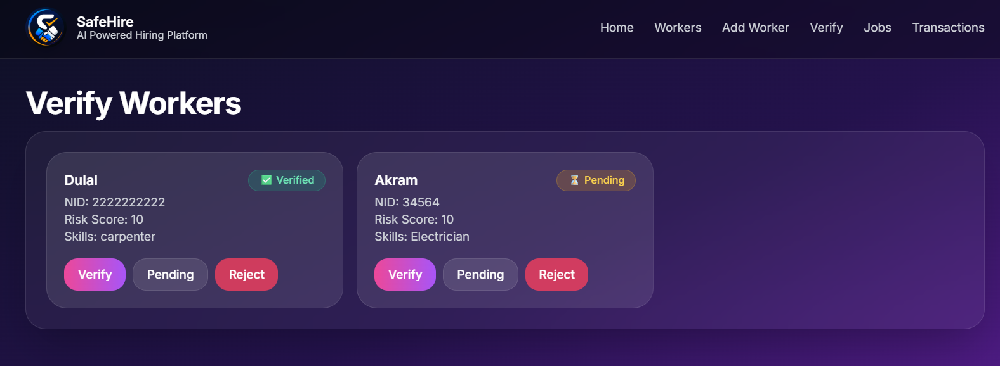 SafeHire
AI Powered Hiring Platform
Home Workers Add Worker Verify Jobs Transactions
Verify Workers
Dulal
✅ Verified
NID: 2222222222
Risk Score: 10
Skills: carpenter
Verify Pending Reject
Akram
⏳ Pending
NID: 34564
Risk Score: 10
Skills: Electrician
Verify Pending Reject